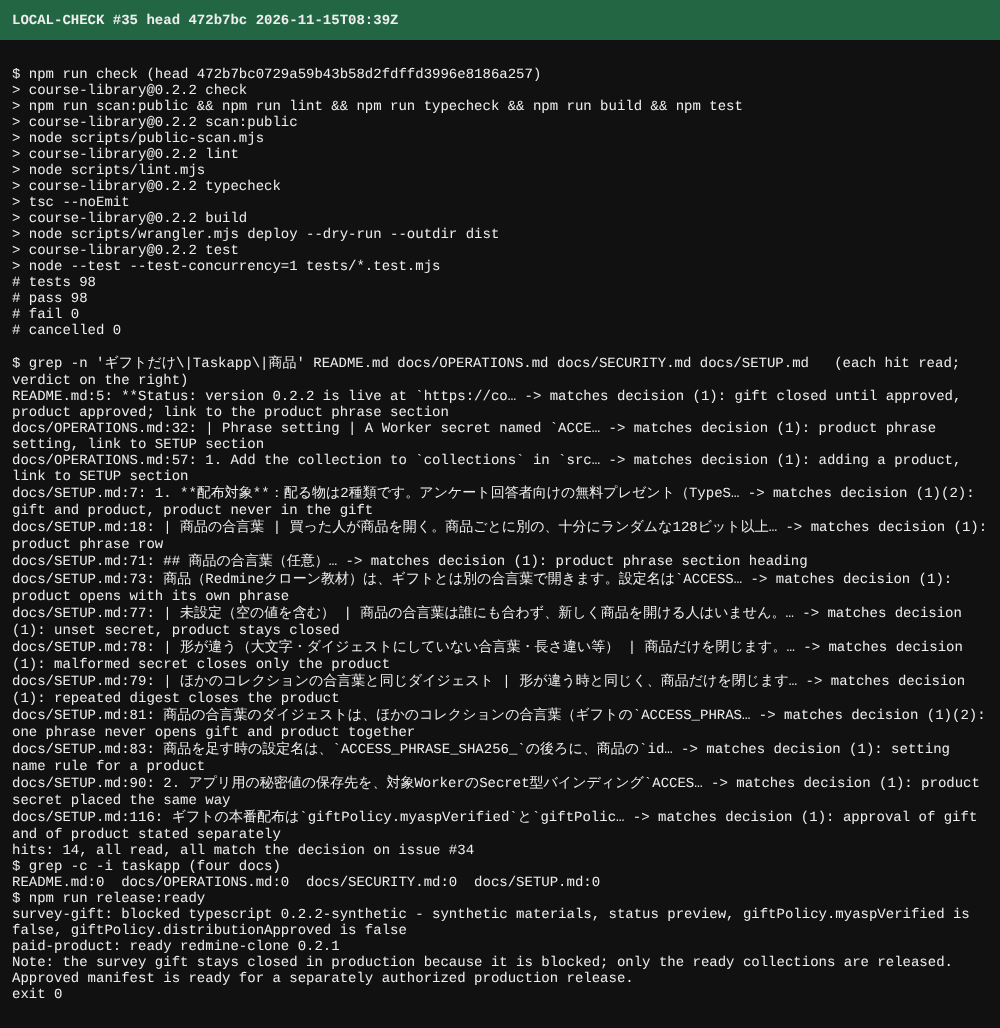 LOCAL-CHECK #35 head 472b7bc 2026-11-15T08:39Z
$ npm run check (head 472b7bc0729a59b43b58d2fdffd3996e8186a257)
> course-library@0.2.2 check
> npm run scan:public && npm run lint && npm run typecheck && npm run build && npm test
> course-library@0.2.2 scan:public
> node scripts/public-scan.mjs
> course-library@0.2.2 lint
> node scripts/lint.mjs
> course-library@0.2.2 typecheck
> tsc --noEmit
> course-library@0.2.2 build
> node scripts/wrangler.mjs deploy --dry-run --outdir dist
> course-library@0.2.2 test
> node --test --test-concurrency=1 tests/*.test.mjs
# tests 98
# pass 98
# fail 0
# cancelled 0
$ grep -n 'ギフトだけ\|Taskapp\|商品' README.md docs/OPERATIONS.md docs/SECURITY.md docs/SETUP.md   (each hit read;
verdict on the right)
README.md:5: **Status: version 0.2.2 is live at `https://co… -> matches decision (1): gift closed until approved,
product approved; link to the product phrase section
docs/OPERATIONS.md:32: | Phrase setting | A Worker secret named `ACCE… -> matches decision (1): product phrase
setting, link to SETUP section
docs/OPERATIONS.md:57: 1. Add the collection to `collections` in `src… -> matches decision (1): adding a product,
link to SETUP section
docs/SETUP.md:7: 1. **配布対象**：配る物は2種類です。アンケート回答者向けの無料プレゼント（TypeS… -> matches decision (1)(2):
gift and product, product never in the gift
docs/SETUP.md:18: | 商品の合言葉 | 買った人が商品を開く。商品ごとに別の、十分にランダムな128ビット以上… -> matches decision (1):
product phrase row
docs/SETUP.md:71: ## 商品の合言葉（任意）… -> matches decision (1): product phrase section heading
docs/SETUP.md:73: 商品（Redmineクローン教材）は、ギフトとは別の合言葉で開きます。設定名は`ACCESS… -> matches decision (1):
product opens with its own phrase
docs/SETUP.md:77: | 未設定（空の値を含む） | 商品の合言葉は誰にも合わず、新しく商品を開ける人はいません。… -> matches decision
(1): unset secret, product stays closed
docs/SETUP.md:78: | 形が違う（大文字・ダイジェストにしていない合言葉・長さ違い等） | 商品だけを閉じます。… -> matches decision
(1): malformed secret closes only the product
docs/SETUP.md:79: | ほかのコレクションの合言葉と同じダイジェスト | 形が違う時と同じく、商品だけを閉じます… -> matches decision
(1): repeated digest closes the product
docs/SETUP.md:81: 商品の合言葉のダイジェストは、ほかのコレクションの合言葉（ギフトの`ACCESS_PHRAS… -> matches decision (1)(2):
one phrase never opens gift and product together
docs/SETUP.md:83: 商品を足す時の設定名は、`ACCESS_PHRASE_SHA256_`の後ろに、商品の`id… -> matches decision (1): setting
name rule for a product
docs/SETUP.md:90: 2. アプリ用の秘密値の保存先を、対象WorkerのSecret型バインディング`ACCES… -> matches decision (1): product
secret placed the same way
docs/SETUP.md:116: ギフトの本番配布は`giftPolicy.myaspVerified`と`giftPolic… -> matches decision (1): approval of gift
and of product stated separately
hits: 14, all read, all match the decision on issue #34
$ grep -c -i taskapp (four docs)
README.md:0  docs/OPERATIONS.md:0  docs/SECURITY.md:0  docs/SETUP.md:0
$ npm run release:ready
survey-gift: blocked typescript 0.2.2-synthetic - synthetic materials, status preview, giftPolicy.myaspVerified is
false, giftPolicy.distributionApproved is false
paid-product: ready redmine-clone 0.2.1
Note: the survey gift stays closed in production because it is blocked; only the ready collections are released.
Approved manifest is ready for a separately authorized production release.
exit 0